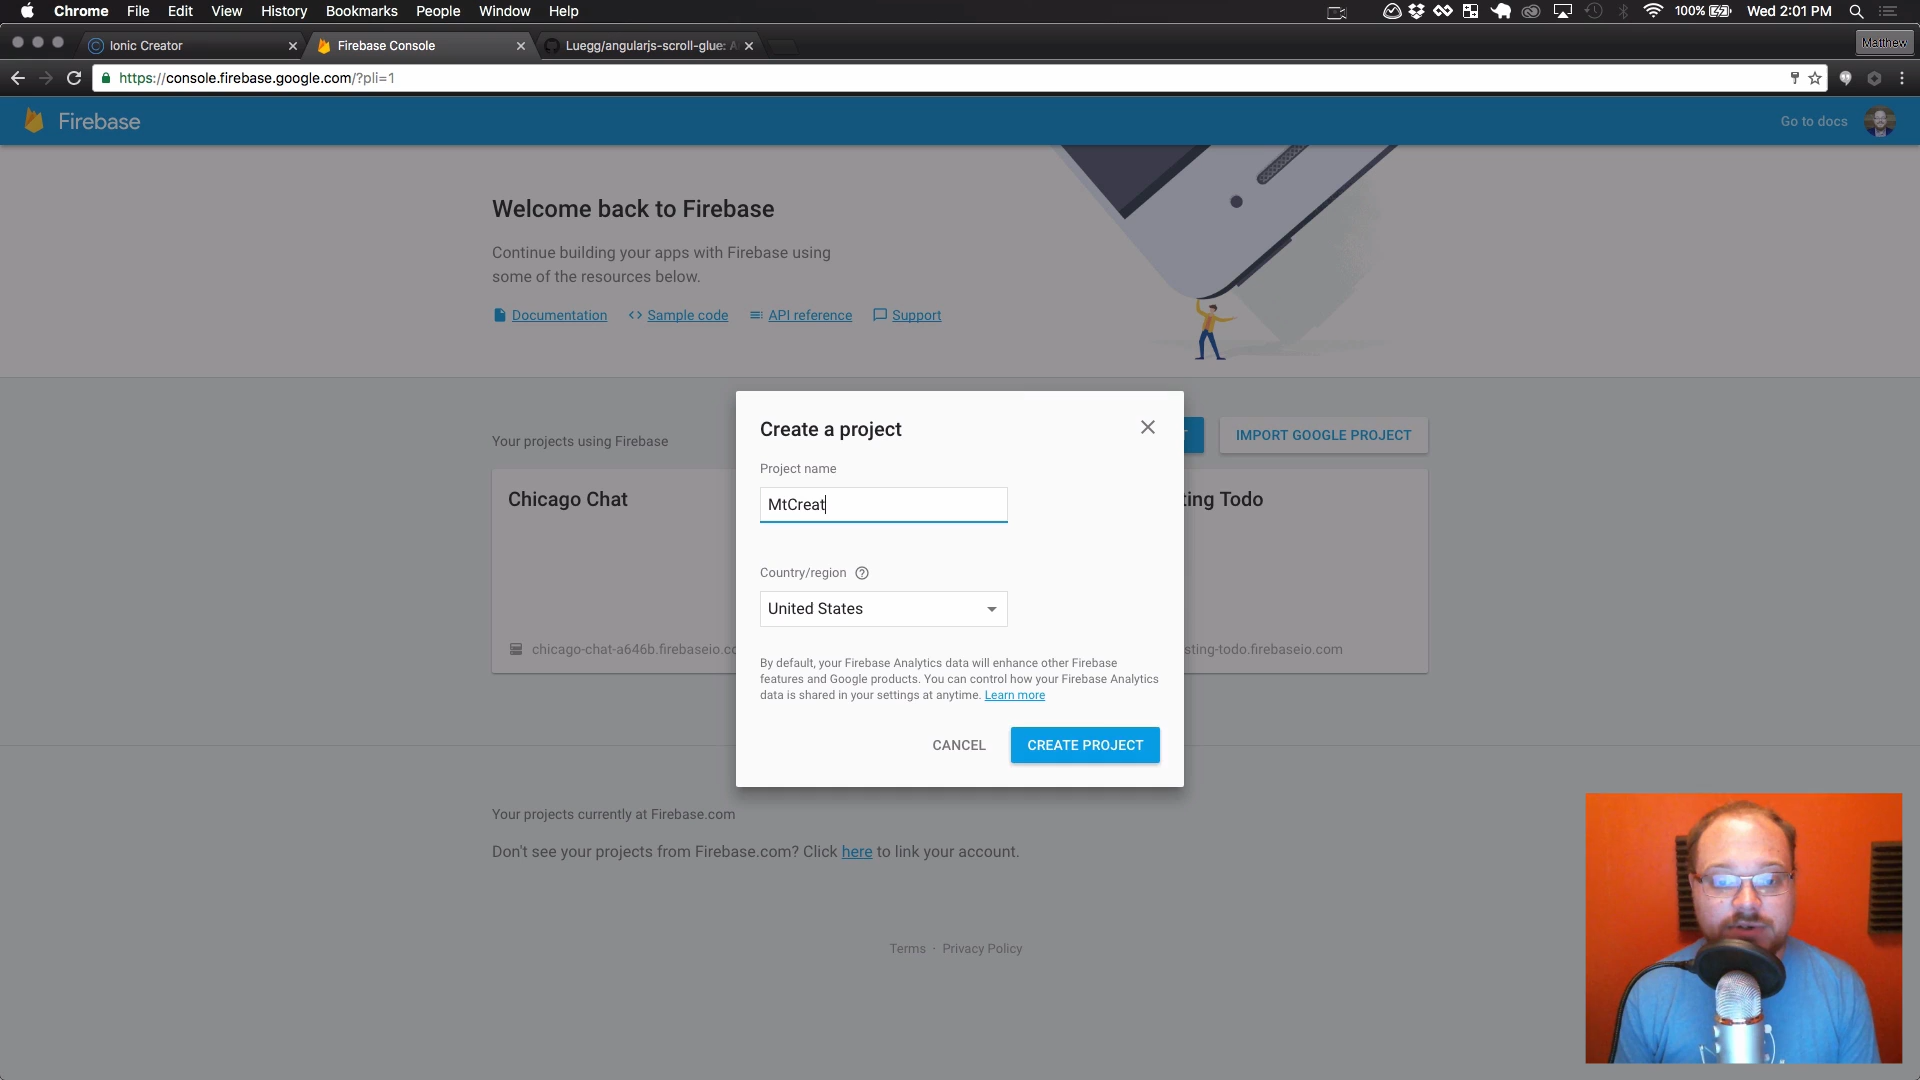 Chrome File Edit View History Bookmarks People Window Help 100% Wed 2:01 PM
Ionic Creator Firebase Console Luegg/angularjs-scroll-glue: A Matthew
https://console.firebase.google.com/?pli=1
Firebase Go to docs
Welcome back to Firebase
Continue building your apps with Firebase using
some of the resources below.
Documentation Sample code API reference Support
Your projects using Firebase
IMPORT GOOGLE PROJECT
Chicago Chat
ting Todo
chicago-chat-a646b.firebaseio.co
sting-todo.firebaseio.com
Create a project
Project name
MtCreat
Country/region
United States
By default, your Firebase Analytics data will enhance other Firebase
features and Google products. You can control how your Firebase Analytics
data is shared in your settings at anytime. Learn more
CANCEL CREATE PROJECT
Your projects currently at Firebase.com
Don't see your projects from Firebase.com? Click here to link your account.
Terms · Privacy Policy